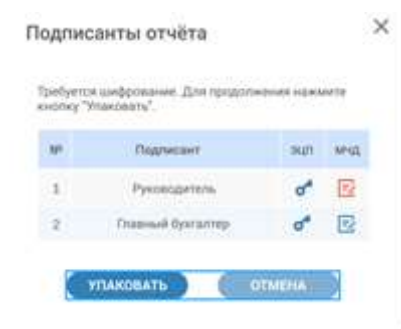 Подписанты отчёта
Требуется шифрование. Для продолжения нажмите
кнопку "Упаковать".
№ Подписант ЭЦП МЧД
1 Руководитель
2 Главный бухгалтер
УПАКОВАТЬ ОТМЕНА